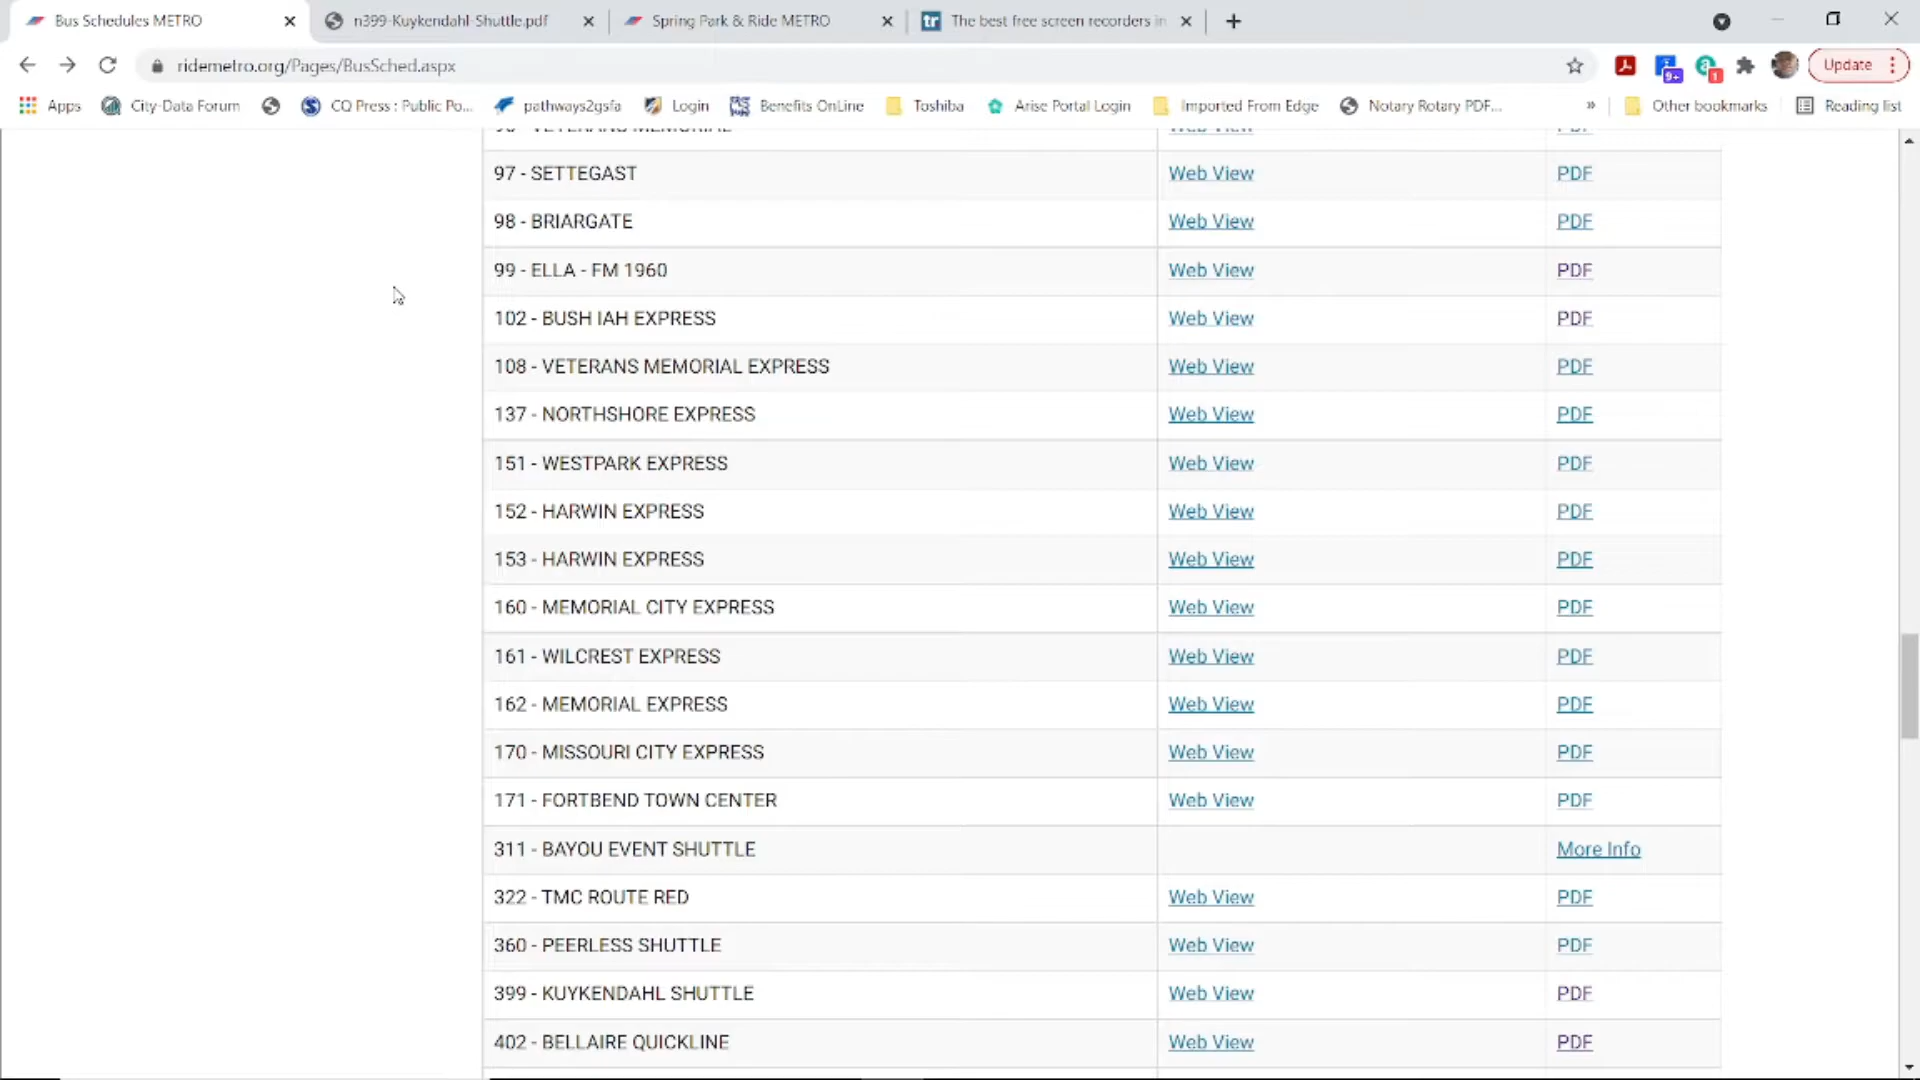 Bus Schedules METRO
n399-Kuykendahl-Shuttle.pdf
Spring Park & Ride METRO
tr The best free screen recorders in
ridemetro.org/Pages/BusSched.aspx
9+
1
Update
Apps
City-Data Forum
CQ Press : Public Po...
pathways2gsfa
Login
Benefits OnLine
Toshiba
Arise Portal Login
Imported From Edge
Notary Rotary PDF...
»
Other bookmarks
Reading list
VETERANS MEMORIAL Web View PDF
97 - SETTEGAST Web View PDF
98 - BRIARGATE Web View PDF
99 - ELLA - FM 1960 Web View PDF
102 - BUSH IAH EXPRESS Web View PDF
108 - VETERANS MEMORIAL EXPRESS Web View PDF
137 - NORTHSHORE EXPRESS Web View PDF
151 - WESTPARK EXPRESS Web View PDF
152 - HARWIN EXPRESS Web View PDF
153 - HARWIN EXPRESS Web View PDF
160 - MEMORIAL CITY EXPRESS Web View PDF
161 - WILCREST EXPRESS Web View PDF
162 - MEMORIAL EXPRESS Web View PDF
170 - MISSOURI CITY EXPRESS Web View PDF
171 - FORTBEND TOWN CENTER Web View PDF
311 - BAYOU EVENT SHUTTLE More Info
322 - TMC ROUTE RED Web View PDF
360 - PEERLESS SHUTTLE Web View PDF
399 - KUYKENDAHL SHUTTLE Web View PDF
402 - BELLAIRE QUICKLINE Web View PDF